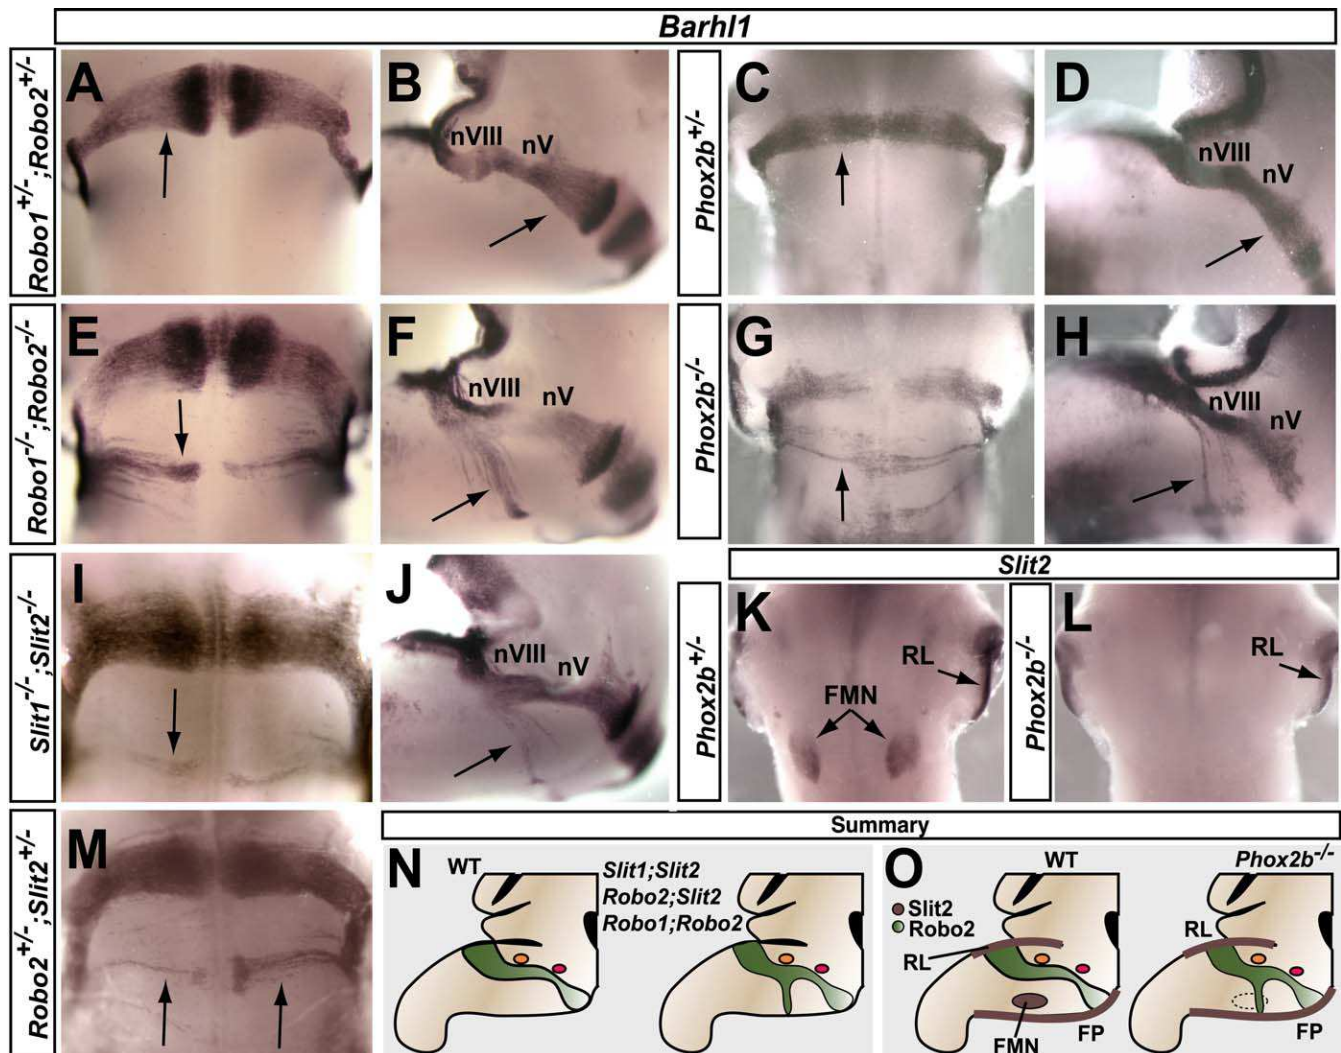 Barhl1
Robo1+/-;Robo2+/-
A
B
nVIII
nV
Phox2b+/-
C
D
nVIII
nV
Robo1-/-;Robo2-/-
E
F
nVIII
nV
Phox2b-/-
G
H
nVIII
nV
Slit1-/-;Slit2-/-
I
J
nVIII
nV
Slit2
Phox2b+/-
K
RL
FMN
Phox2b-/-
L
RL
Robo2+/-;Slit2+/-
M
Summary
N
WT
Slit1;Slit2
Robo2;Slit2
Robo1;Robo2
O
WT
Phox2b-/-
Slit2
Robo2
RL
RL
FMN
FP
FP